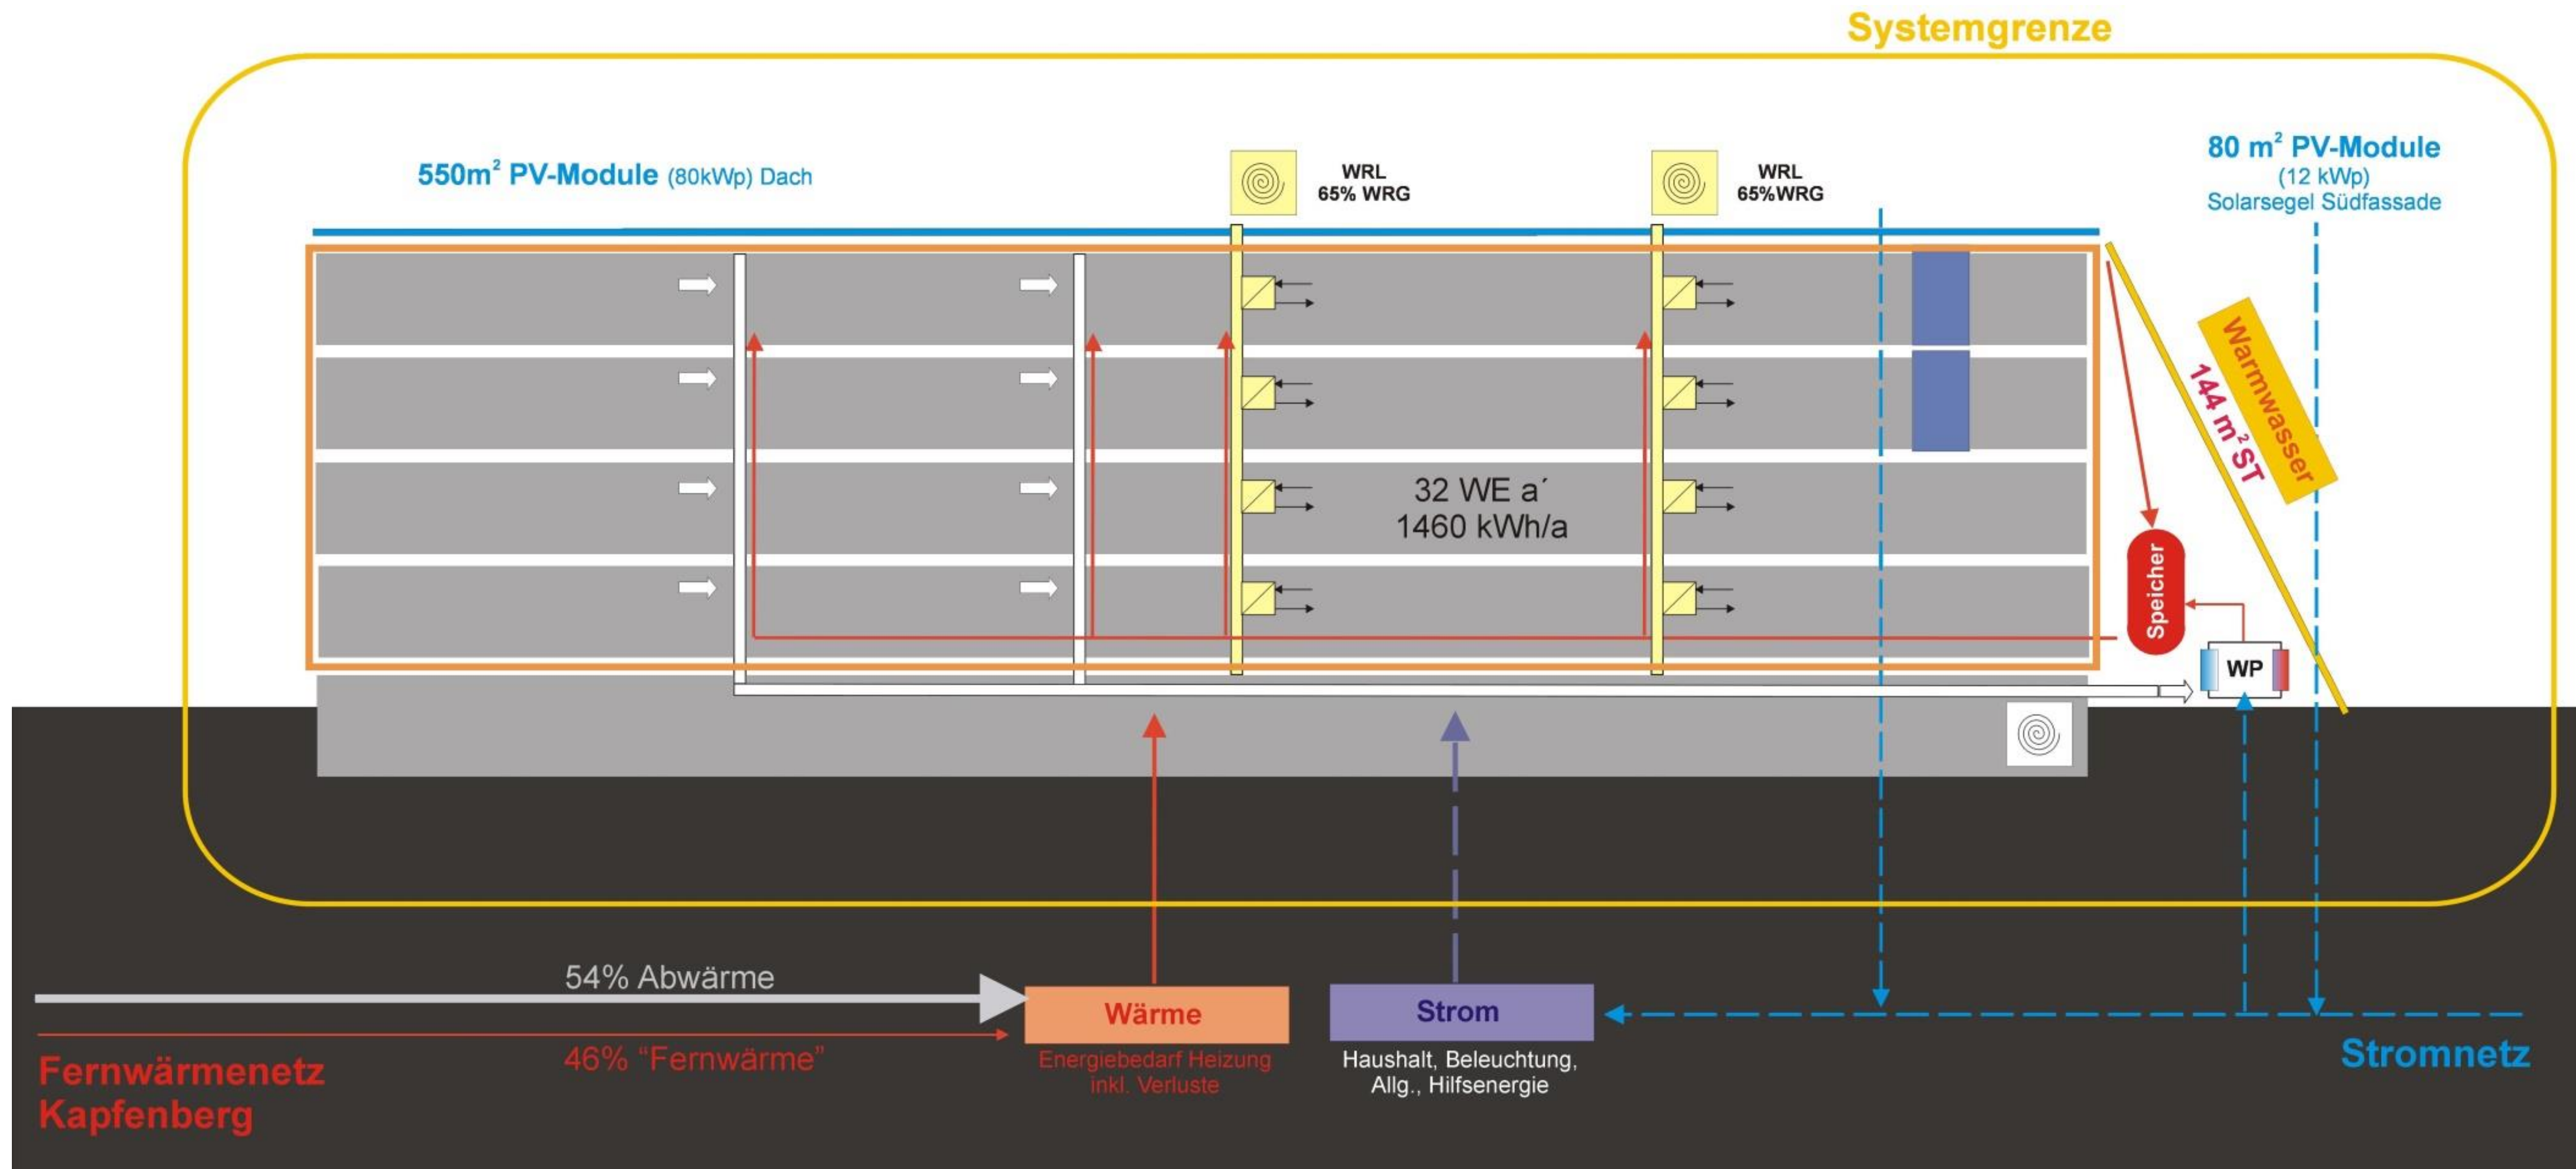 Systemgrenze
550m² PV-Module (80kWp) Dach
WRL
65% WRG
WRL
65%WRG
80 m² PV-Module
(12 kWp)
Solarsegel Südfassade
Warmwasser
144 m² ST
32 WE a´
1460 kWh/a
Speicher
WP
54% Abwärme
46% “Fernwärme”
Fernwärmenetz
Kapfenberg
Wärme
Energiebedarf Heizung
inkl. Verluste
Strom
Haushalt, Beleuchtung,
Allg., Hilfsenergie
Stromnetz